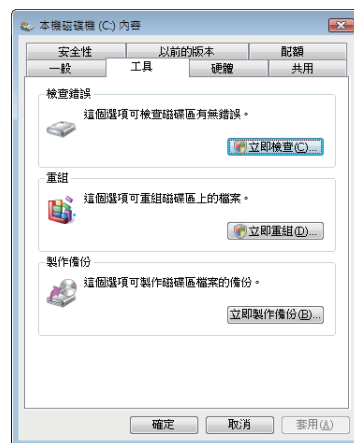 本機磁碟機 (C:) 內容
安全性 以前的版本 配額
一般 工具 硬體 共用
檢查錯誤
這個選項可檢查磁碟區有無錯誤。
立即檢查(C)...
重組
這個選項可重組磁碟區上的檔案。
立即重組(D)...
製作備份
這個選項可製作磁碟區檔案的備份。
立即製作備份(B)...
確定 取消 套用(A)